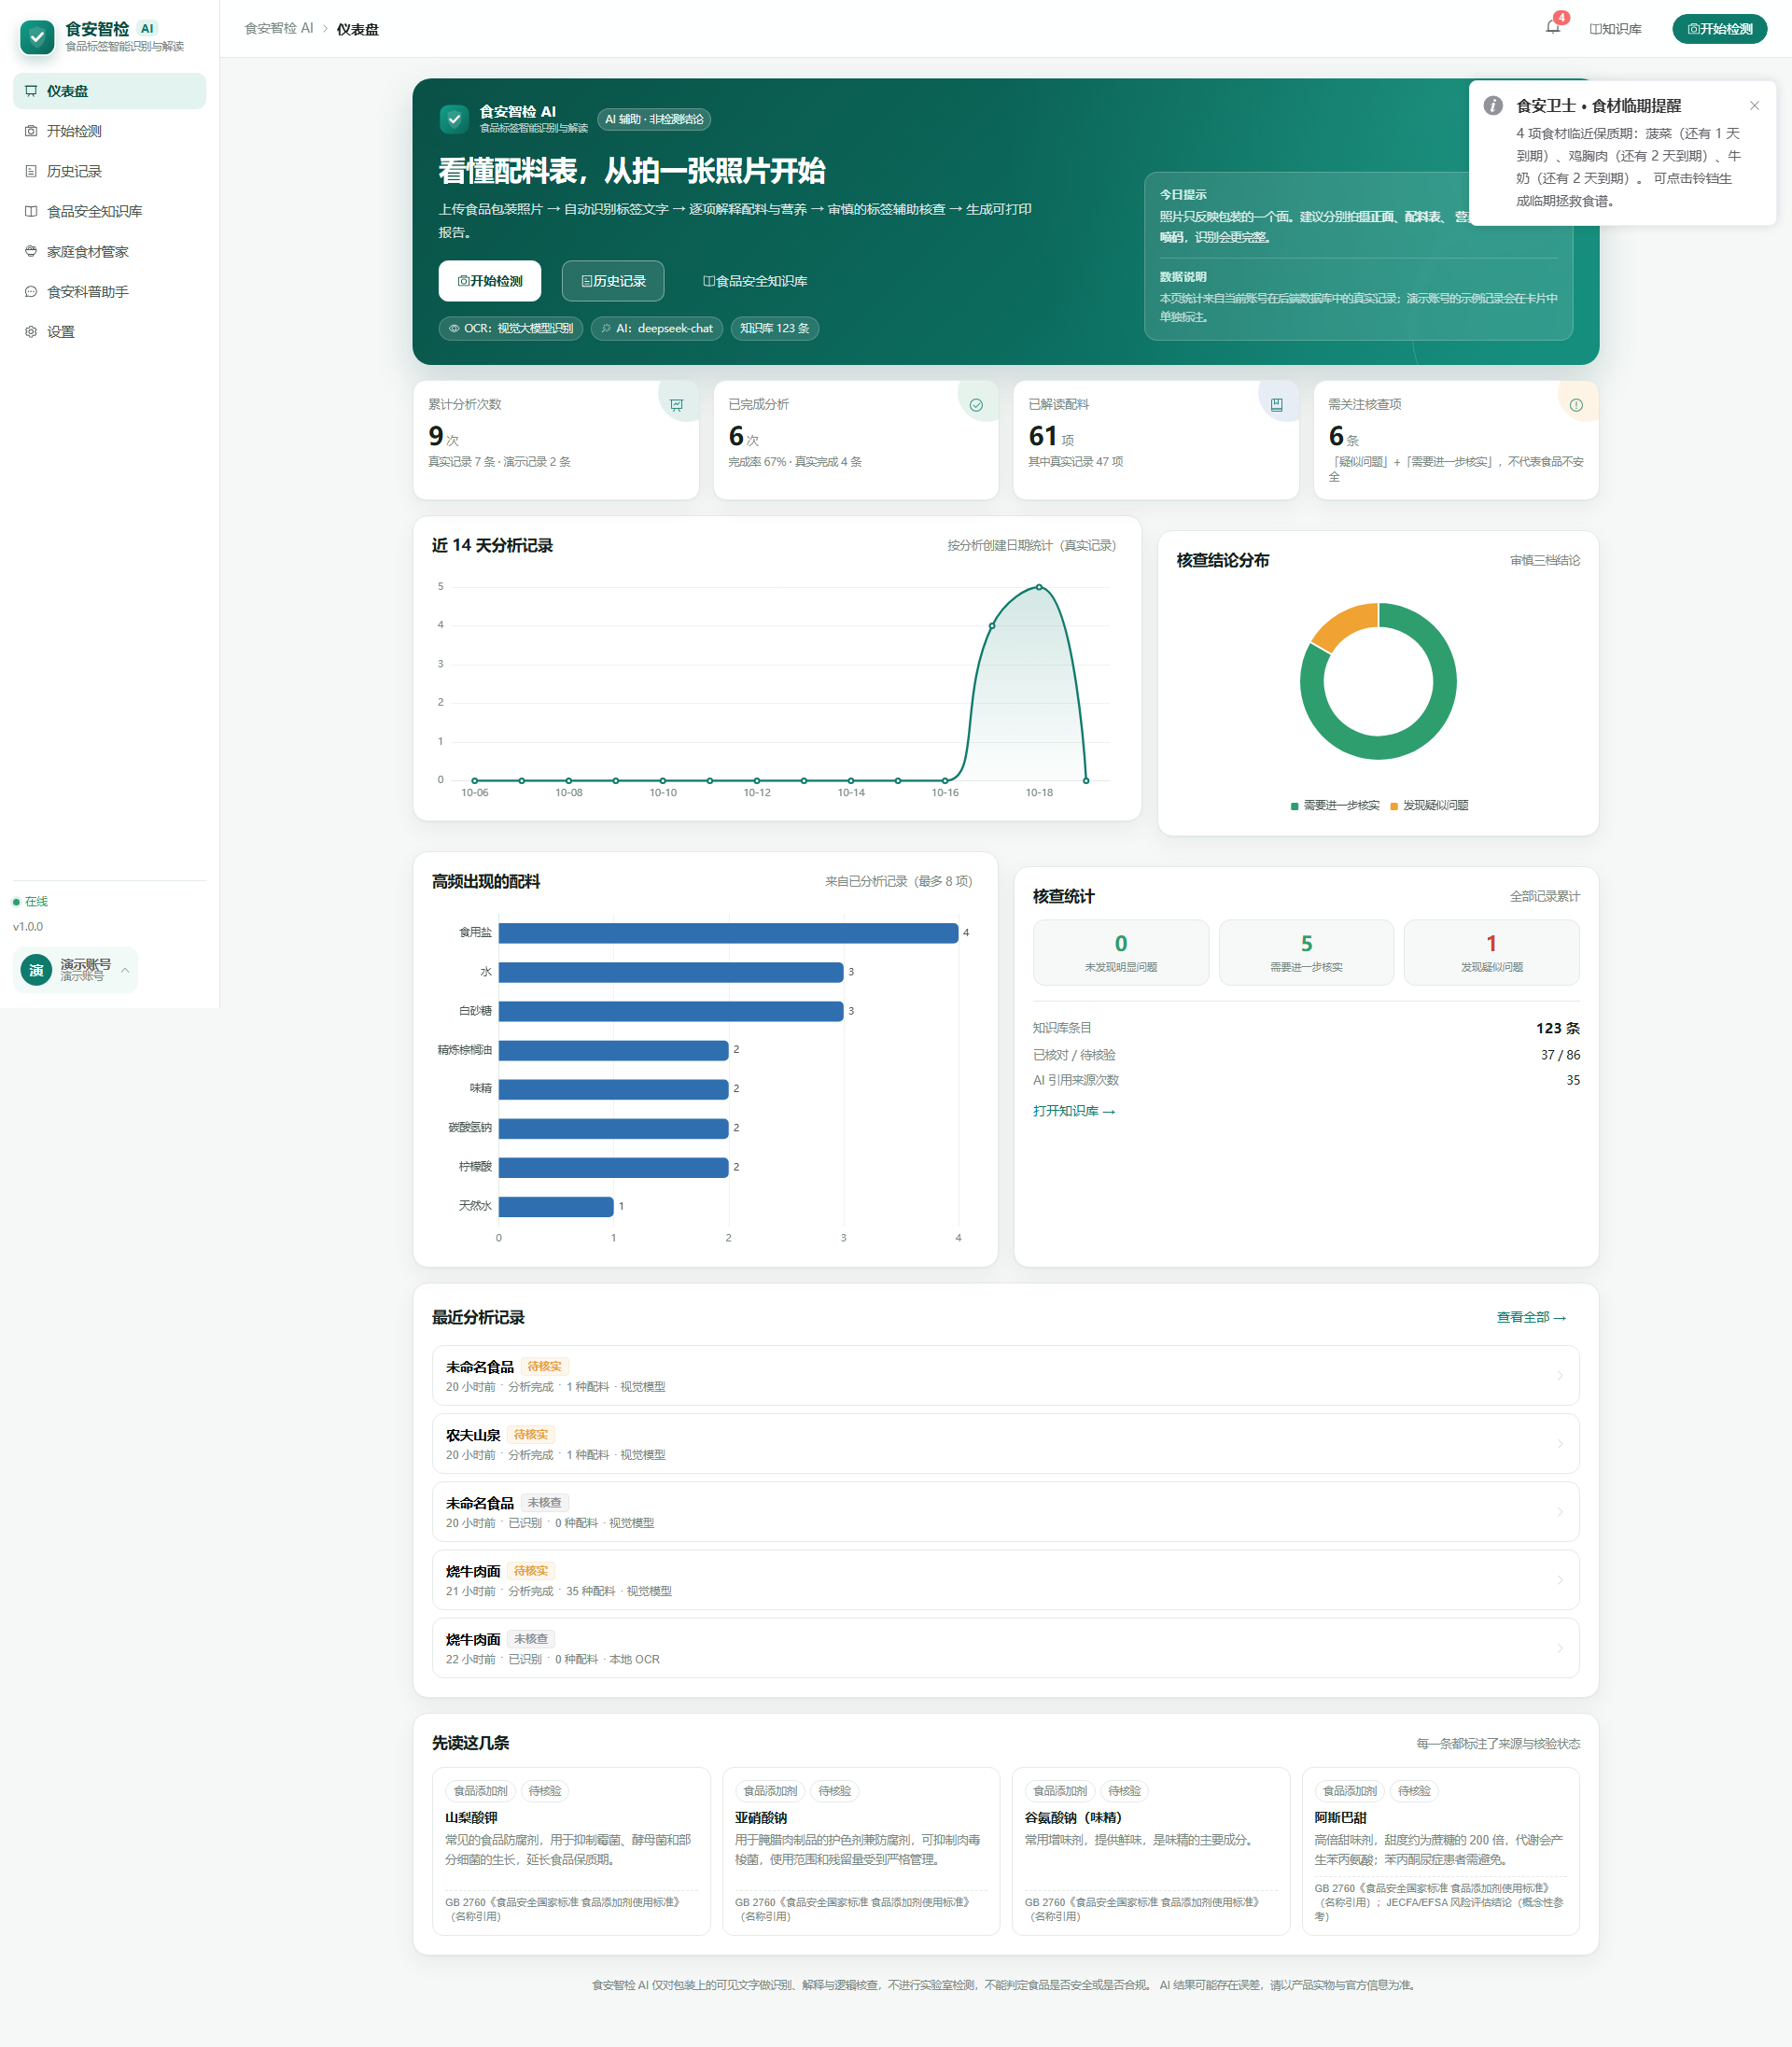 食安智检 AI
食品标签智能识别与解读
仪表盘
开始检测
历史记录
食品安全知识库
家庭食材管家
食安科普助手
设置
在线
v1.0.0
演
演示账号
演示账号
食安智检 AI > 仪表盘
4
知识库
开始检测
食安卫士 • 食材临期提醒
4 项食材临近保质期：菠菜（还有 1 天
到期）、鸡胸肉（还有 2 天到期）、牛
奶（还有 2 天到期）。 可点击铃铛生
成临期拯救食谱。
食安智检 AI
食品标签智能识别与解读
AI 辅助 · 非检测结论
看懂配料表，从拍一张照片开始
上传食品包装照片 → 自动识别标签文字 → 逐项解释配料与营养 → 审慎的标签辅助核查 → 生成可打印
报告。
开始检测
历史记录
食品安全知识库
OCR：视觉大模型识别
AI：deepseek-chat
知识库 123 条
今日提示
照片只反映包装的一个面。建议分别拍摄正面、配料表、营
喷码，识别会更完整。
数据说明
本页统计来自当前账号在后端数据库中的真实记录；演示账号的示例记录会在卡片中
单独标注。
累计分析次数
9 次
真实记录 7 条 · 演示记录 2 条
已完成分析
6 次
完成率 67% · 真实完成 4 条
已解读配料
61 项
其中真实记录 47 项
需关注核查项
6 条
「疑似问题」+「需要进一步核实」，不代表食品不安
全
近 14 天分析记录
按分析创建日期统计（真实记录）
5
4
3
2
1
0
10-06 10-08 10-10 10-12 10-14 10-16 10-18
核查结论分布
审慎三档结论
需要进一步核实 发现疑似问题
高频出现的配料
来自已分析记录（最多 8 项）
食用盐 4
水 3
白砂糖 3
精炼棕榈油 2
味精 2
碳酸氢钠 2
柠檬酸 2
天然水 1
0 1 2 3 4
核查统计
全部记录累计
0
未发现明显问题
5
需要进一步核实
1
发现疑似问题
知识库条目 123 条
已核对 / 待核验 37 / 86
AI 引用来源次数 35
打开知识库 →
最近分析记录
查看全部 →
未命名食品 待核实
20 小时前 · 分析完成 · 1 种配料 · 视觉模型
农夫山泉 待核实
20 小时前 · 分析完成 · 1 种配料 · 视觉模型
未命名食品 未核查
20 小时前 · 已识别 · 0 种配料 · 视觉模型
烧牛肉面 待核实
21 小时前 · 分析完成 · 35 种配料 · 视觉模型
烧牛肉面 未核查
22 小时前 · 已识别 · 0 种配料 · 本地 OCR
先读这几条
每一条都标注了来源与核验状态
食品添加剂 待核验
山梨酸钾
常见的食品防腐剂，用于抑制霉菌、酵母菌和部
分细菌的生长，延长食品保质期。
GB 2760《食品安全国家标准 食品添加剂使用标准》
（名称引用）
食品添加剂 待核验
亚硝酸钠
用于腌腊肉制品的护色剂兼防腐剂，可抑制肉毒
梭菌，使用范围和残留量受到严格管理。
GB 2760《食品安全国家标准 食品添加剂使用标准》
（名称引用）
食品添加剂 待核验
谷氨酸钠（味精）
常用增味剂，提供鲜味，是味精的主要成分。
GB 2760《食品安全国家标准 食品添加剂使用标准》
（名称引用）
食品添加剂 待核验
阿斯巴甜
高倍甜味剂，甜度约为蔗糖的 200 倍，代谢会产
生苯丙氨酸；苯丙酮尿症患者需避免。
GB 2760《食品安全国家标准 食品添加剂使用标准》
（名称引用）；JECFA/EFSA 风险评估结论（概念性参
考）
食安智检 AI 仅对包装上的可见文字做识别、解释与逻辑核查，不进行实验室检测，不能判定食品是否安全或是否合规。 AI 结果可能存在误差，请以产品实物与官方信息为准。